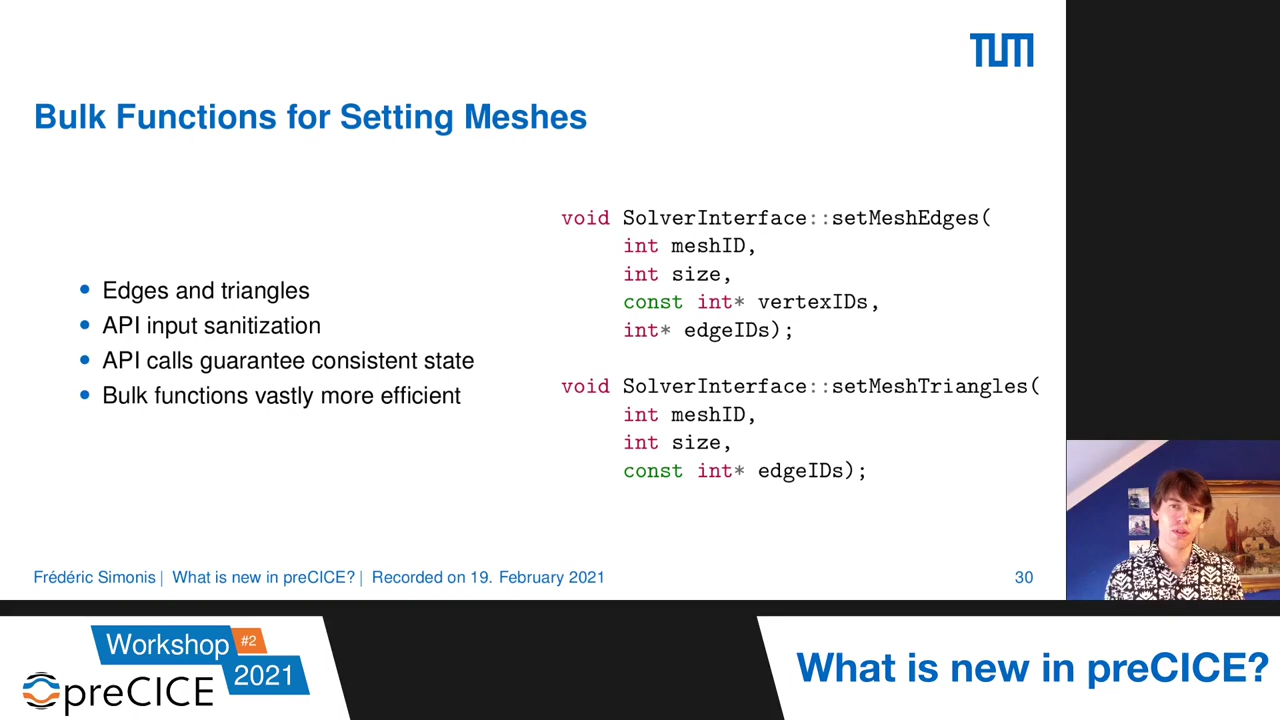 TUM
Bulk Functions for Setting Meshes
• Edges and triangles
• API input sanitization
• API calls guarantee consistent state
• Bulk functions vastly more efficient
void SolverInterface::setMeshEdges(
int meshID,
int size,
const int* vertexIDs,
int* edgeIDs);
void SolverInterface::setMeshTriangles(
int meshID,
int size,
const int* edgeIDs);
Frédéric Simonis | What is new in preCICE? | Recorded on 19. February 2021
30
Workshop #2
2021
preCICE
What is new in preCICE?